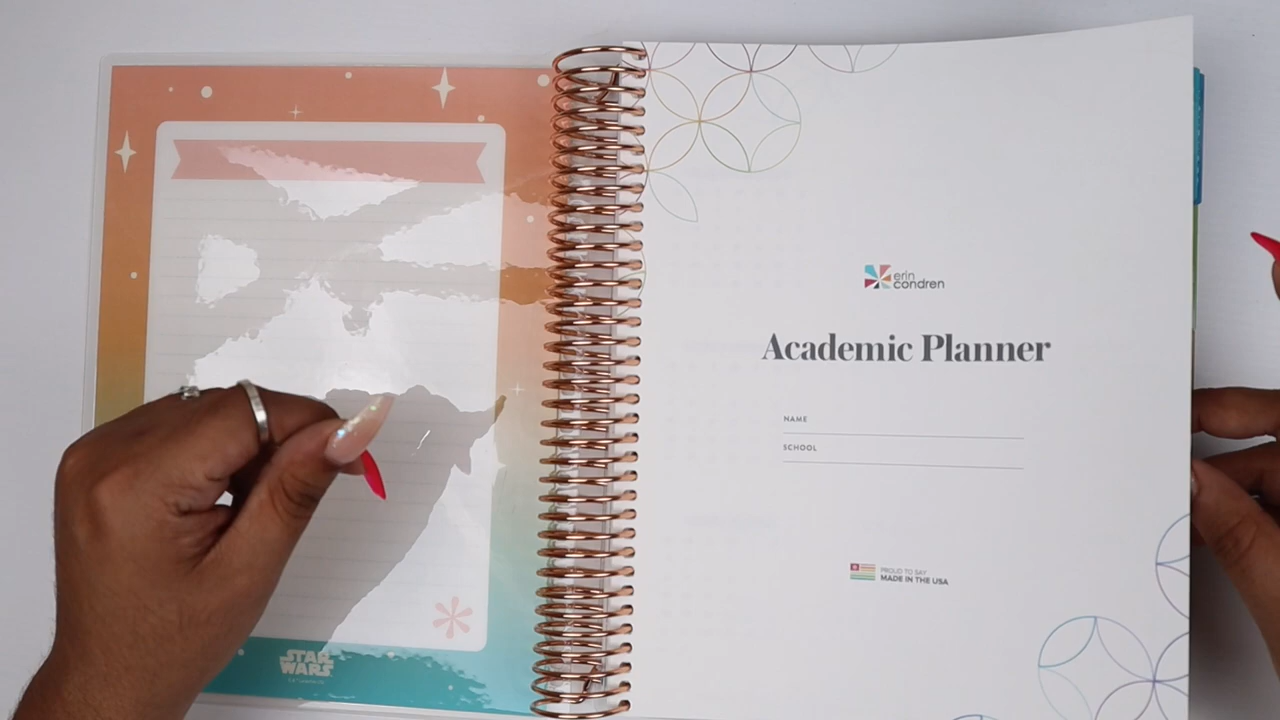 STAR
WARS
erin
condren
Academic Planner
NAME
SCHOOL
PROUD TO SAY
MADE IN THE USA